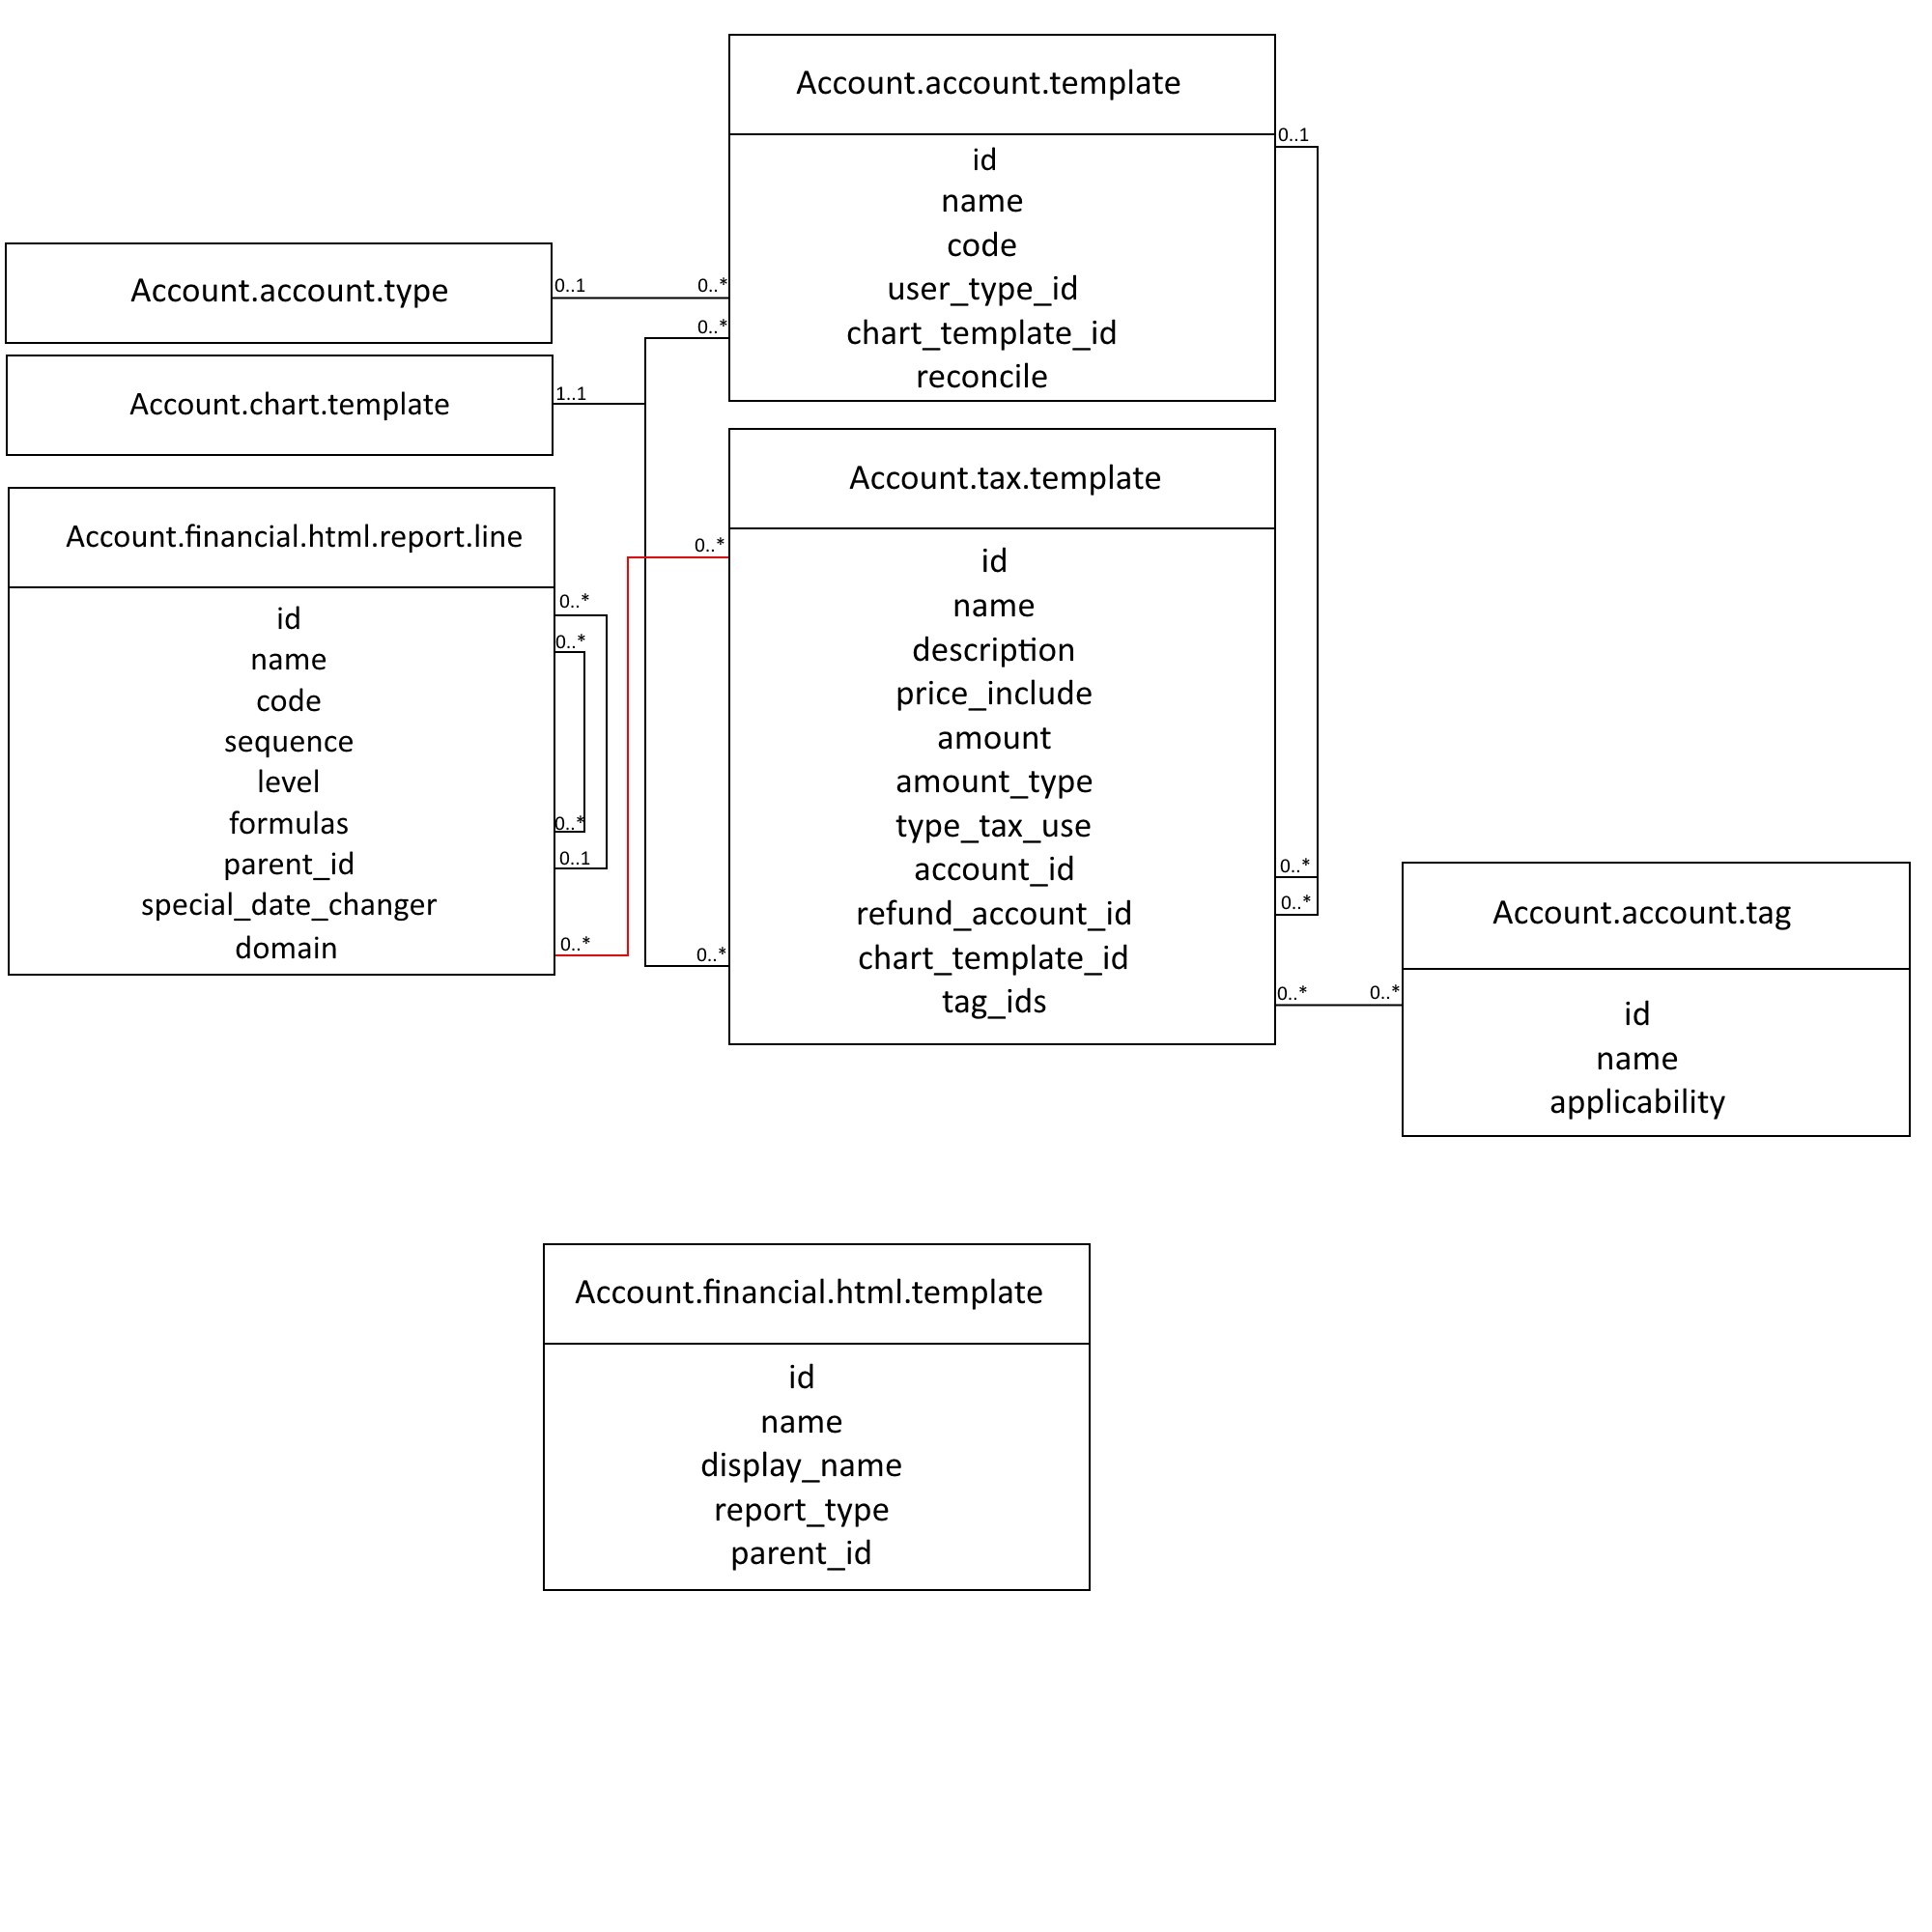 Account.account.template
0..1
id
name
code
user_type_id
chart_template_id
reconcile
Account.account.type
0..1
0..*
0..*
Account.chart.template
1..1
Account.tax.template
0..*
id
name
description
price_include
amount
amount_type
type_tax_use
account_id
refund_account_id
chart_template_id
tag_ids
0..*
0..*
0..*
0..*
0..*
Account.financial.html.report.line
id
name
code
sequence
level
formulas
parent_id
special_date_changer
domain
0..*
0..*
0..*
0..1
0..*
Account.account.tag
id
name
applicability
Account.financial.html.template
id
name
display_name
report_type
parent_id